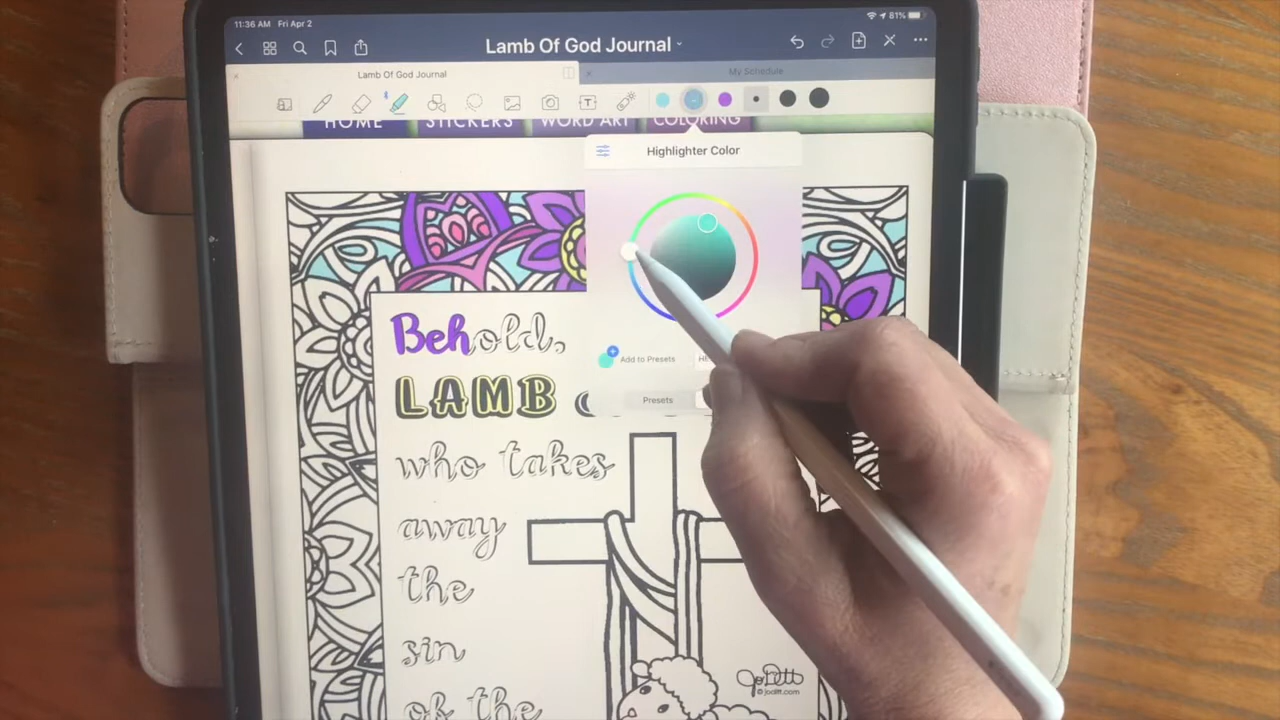 11:36 AM Fri Apr 2
81%
Lamb Of God Journal
Lamb Of God Journal
My Schedule
HOME STICKERS WORD ART COLORING
Highlighter Color
Add to Presets
Presets
Behold,
LAMB
who takes
away
the
sin
of the
JoDitt
© joditt.com